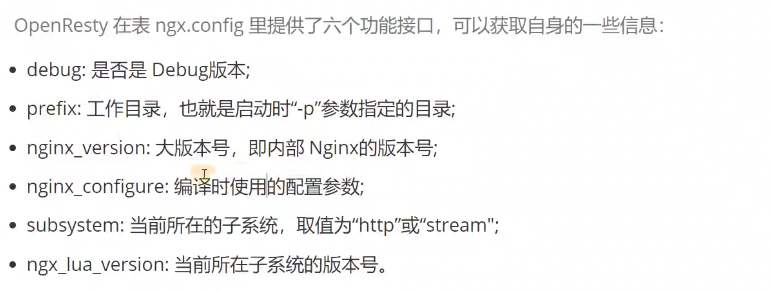 OpenResty 在表 ngx.config 里提供了六个功能接口，可以获取自身的一些信息：
• debug: 是否是 Debug版本;
• prefix: 工作目录，也就是启动时“-p”参数指定的目录;
• nginx_version: 大版本号，即内部 Nginx的版本号;
• nginx_configure: 编译时使用的配置参数;
• subsystem: 当前所在的子系统，取值为“http”或“stream";
• ngx_lua_version: 当前所在子系统的版本号。